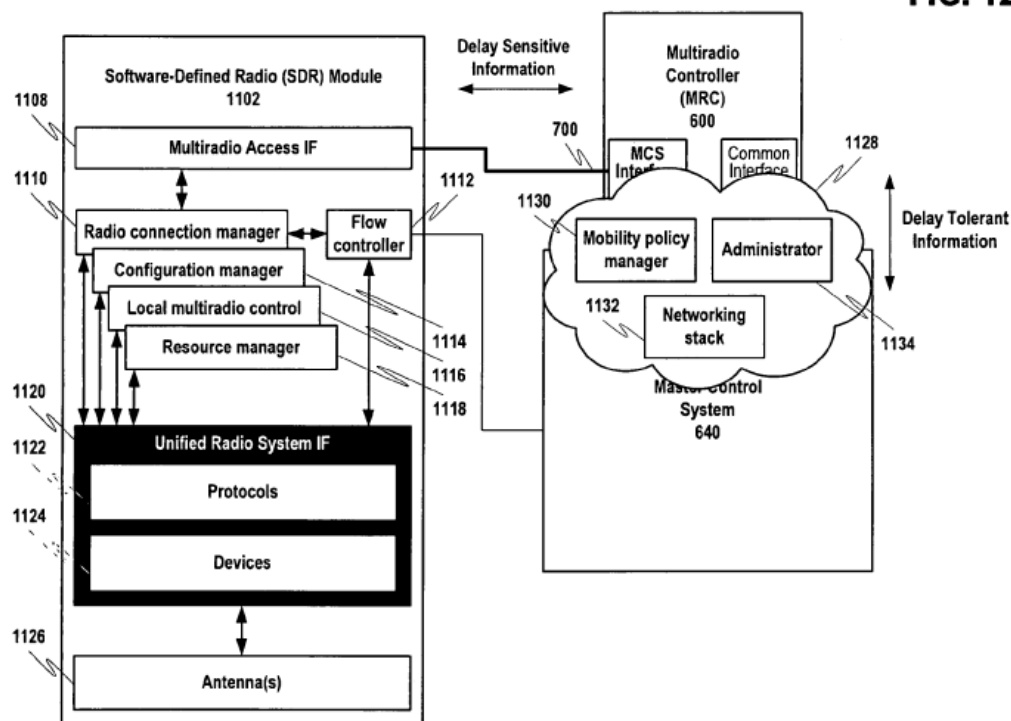 FIG. 12
Software-Defined Radio (SDR) Module
1102
1108
Multiradio Access IF
1110
Radio connection manager
1112
Flow
controller
Configuration manager
Local multiradio control
Resource manager
1114
1116
1118
1120
Unified Radio System IF
1122
Protocols
1124
Devices
1126
Antenna(s)
Delay Sensitive
Information
Multiradio
Controller
(MRC)
600
700
MCS
Common
Interface
1128
1130
Mobility policy
manager
Administrator
Delay Tolerant
Information
1132
Networking
stack
1134
Control
System
640